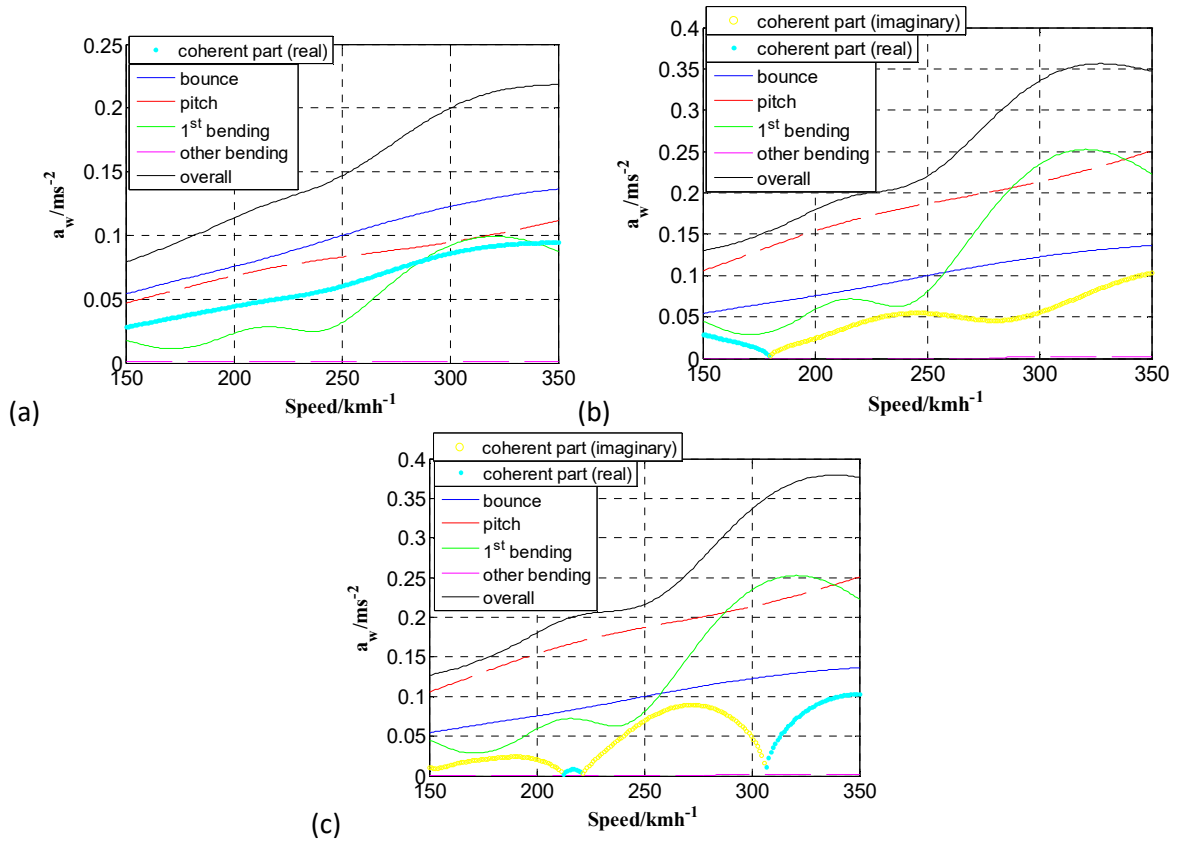 0.25
coherent part (real)
bounce
pitch
1st bending
other bending
overall
0.2
0.15
0.1
0.05
0
a_w/ms-2
150 200 250 300 350
Speed/kmh-1
(a)
coherent part (imaginary)
coherent part (real)
bounce
pitch
1st bending
other bending
overall
0.4
0.35
0.3
0.25
0.2
0.15
0.1
0.05
0
a_w/ms-2
150 200 250 300 350
Speed/kmh-1
(b)
coherent part (imaginary)
coherent part (real)
bounce
pitch
1st bending
other bending
overall
0.4
0.35
0.3
0.25
0.2
0.15
0.1
0.05
0
a_w/ms-2
150 200 250 300 350
Speed/kmh-1
(c)